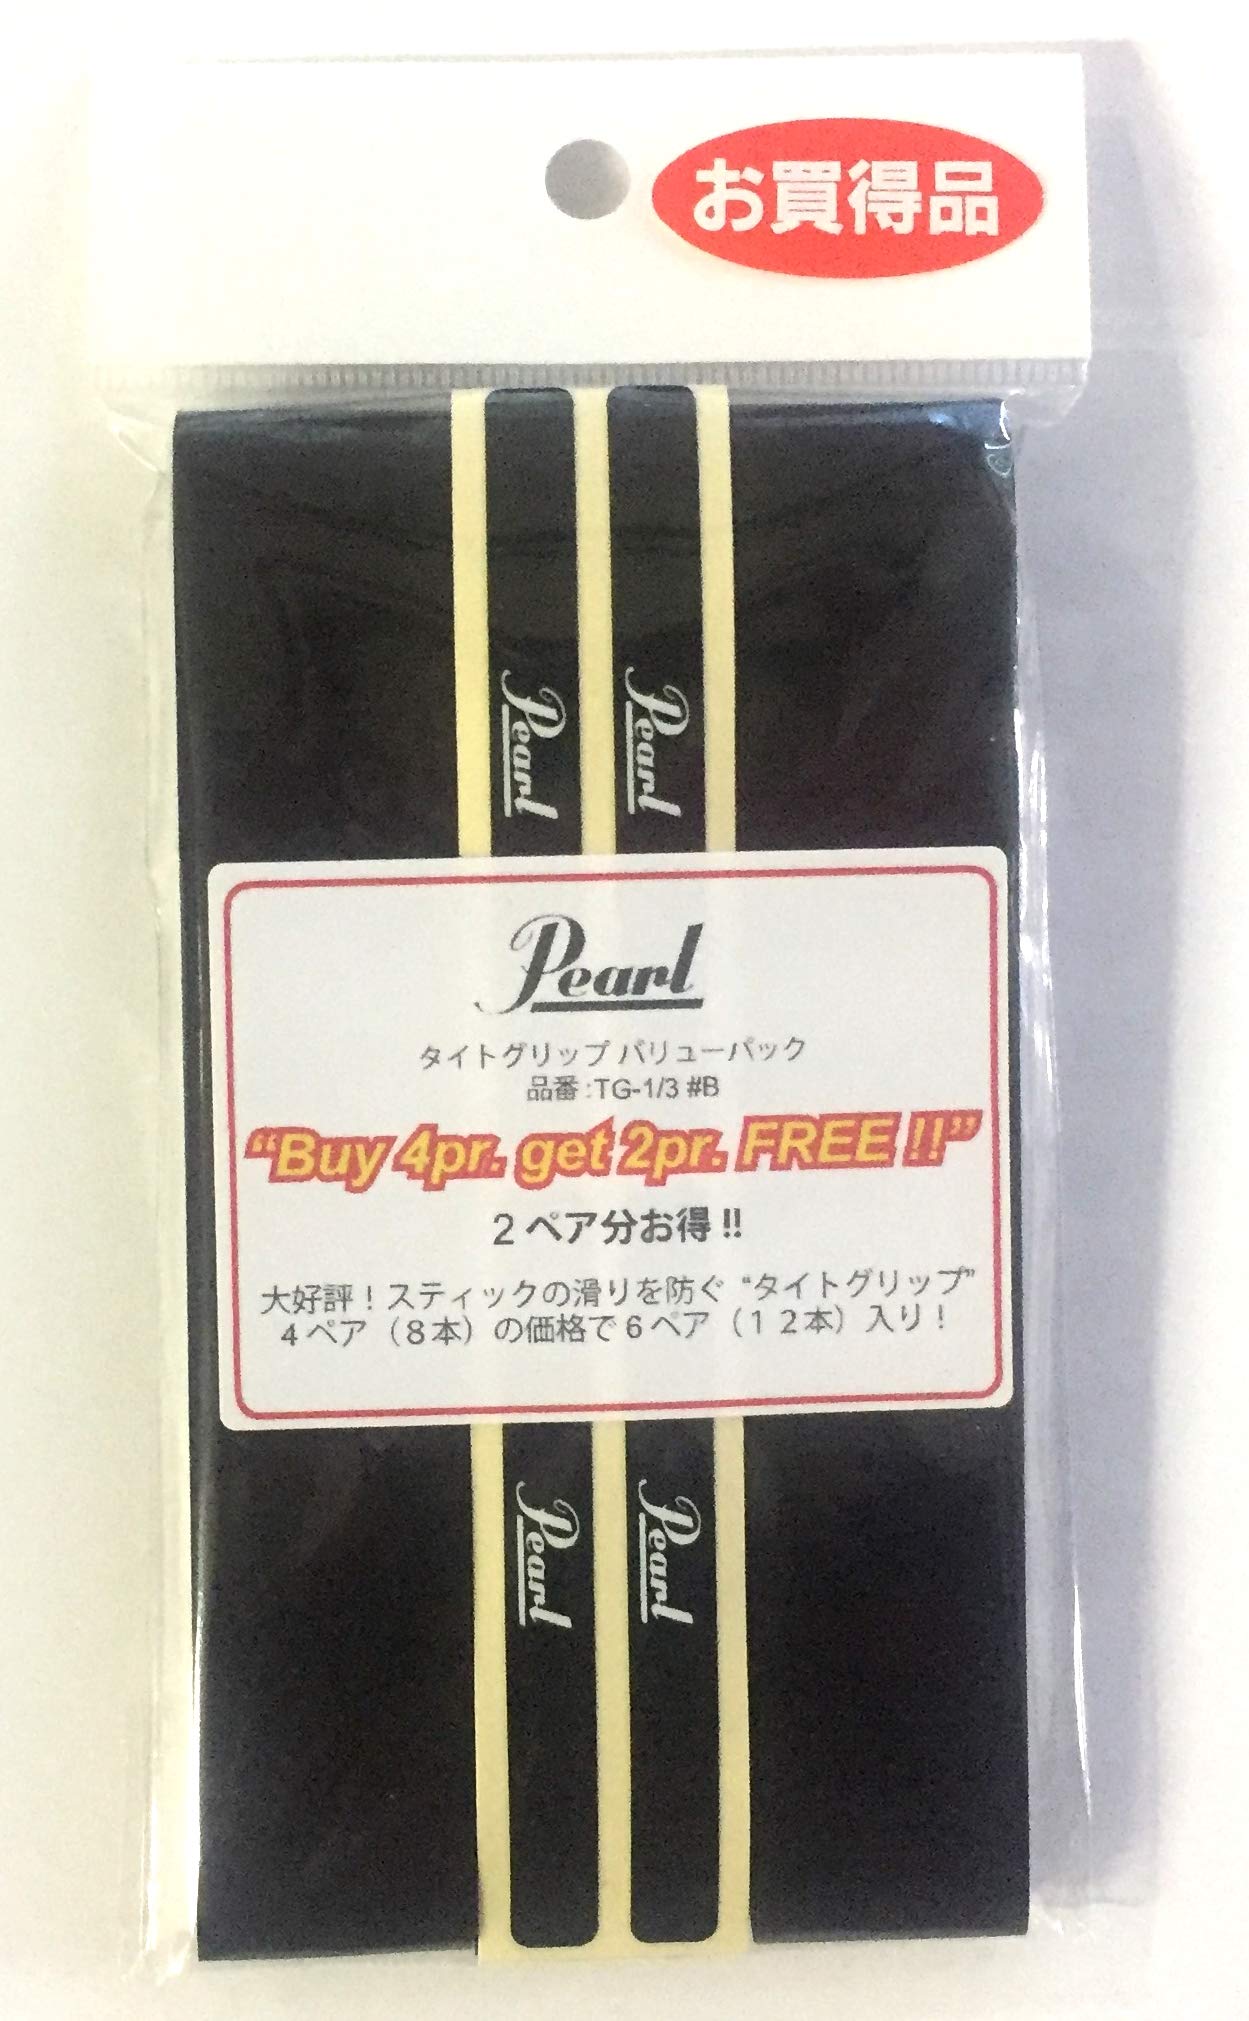 お買得品
Pearl
Pearl
Pearl
タイトグリップ バリューパック
品番:TG-1/3 #B
“Buy 4pr. get 2pr. FREE !!”
2 ペア分お得 !!
大好評！スティックの滑りを防ぐ “タイトグリップ”
4 ペア（８本）の価格で 6 ペア（１２本）入り！
Pearl
Pearl